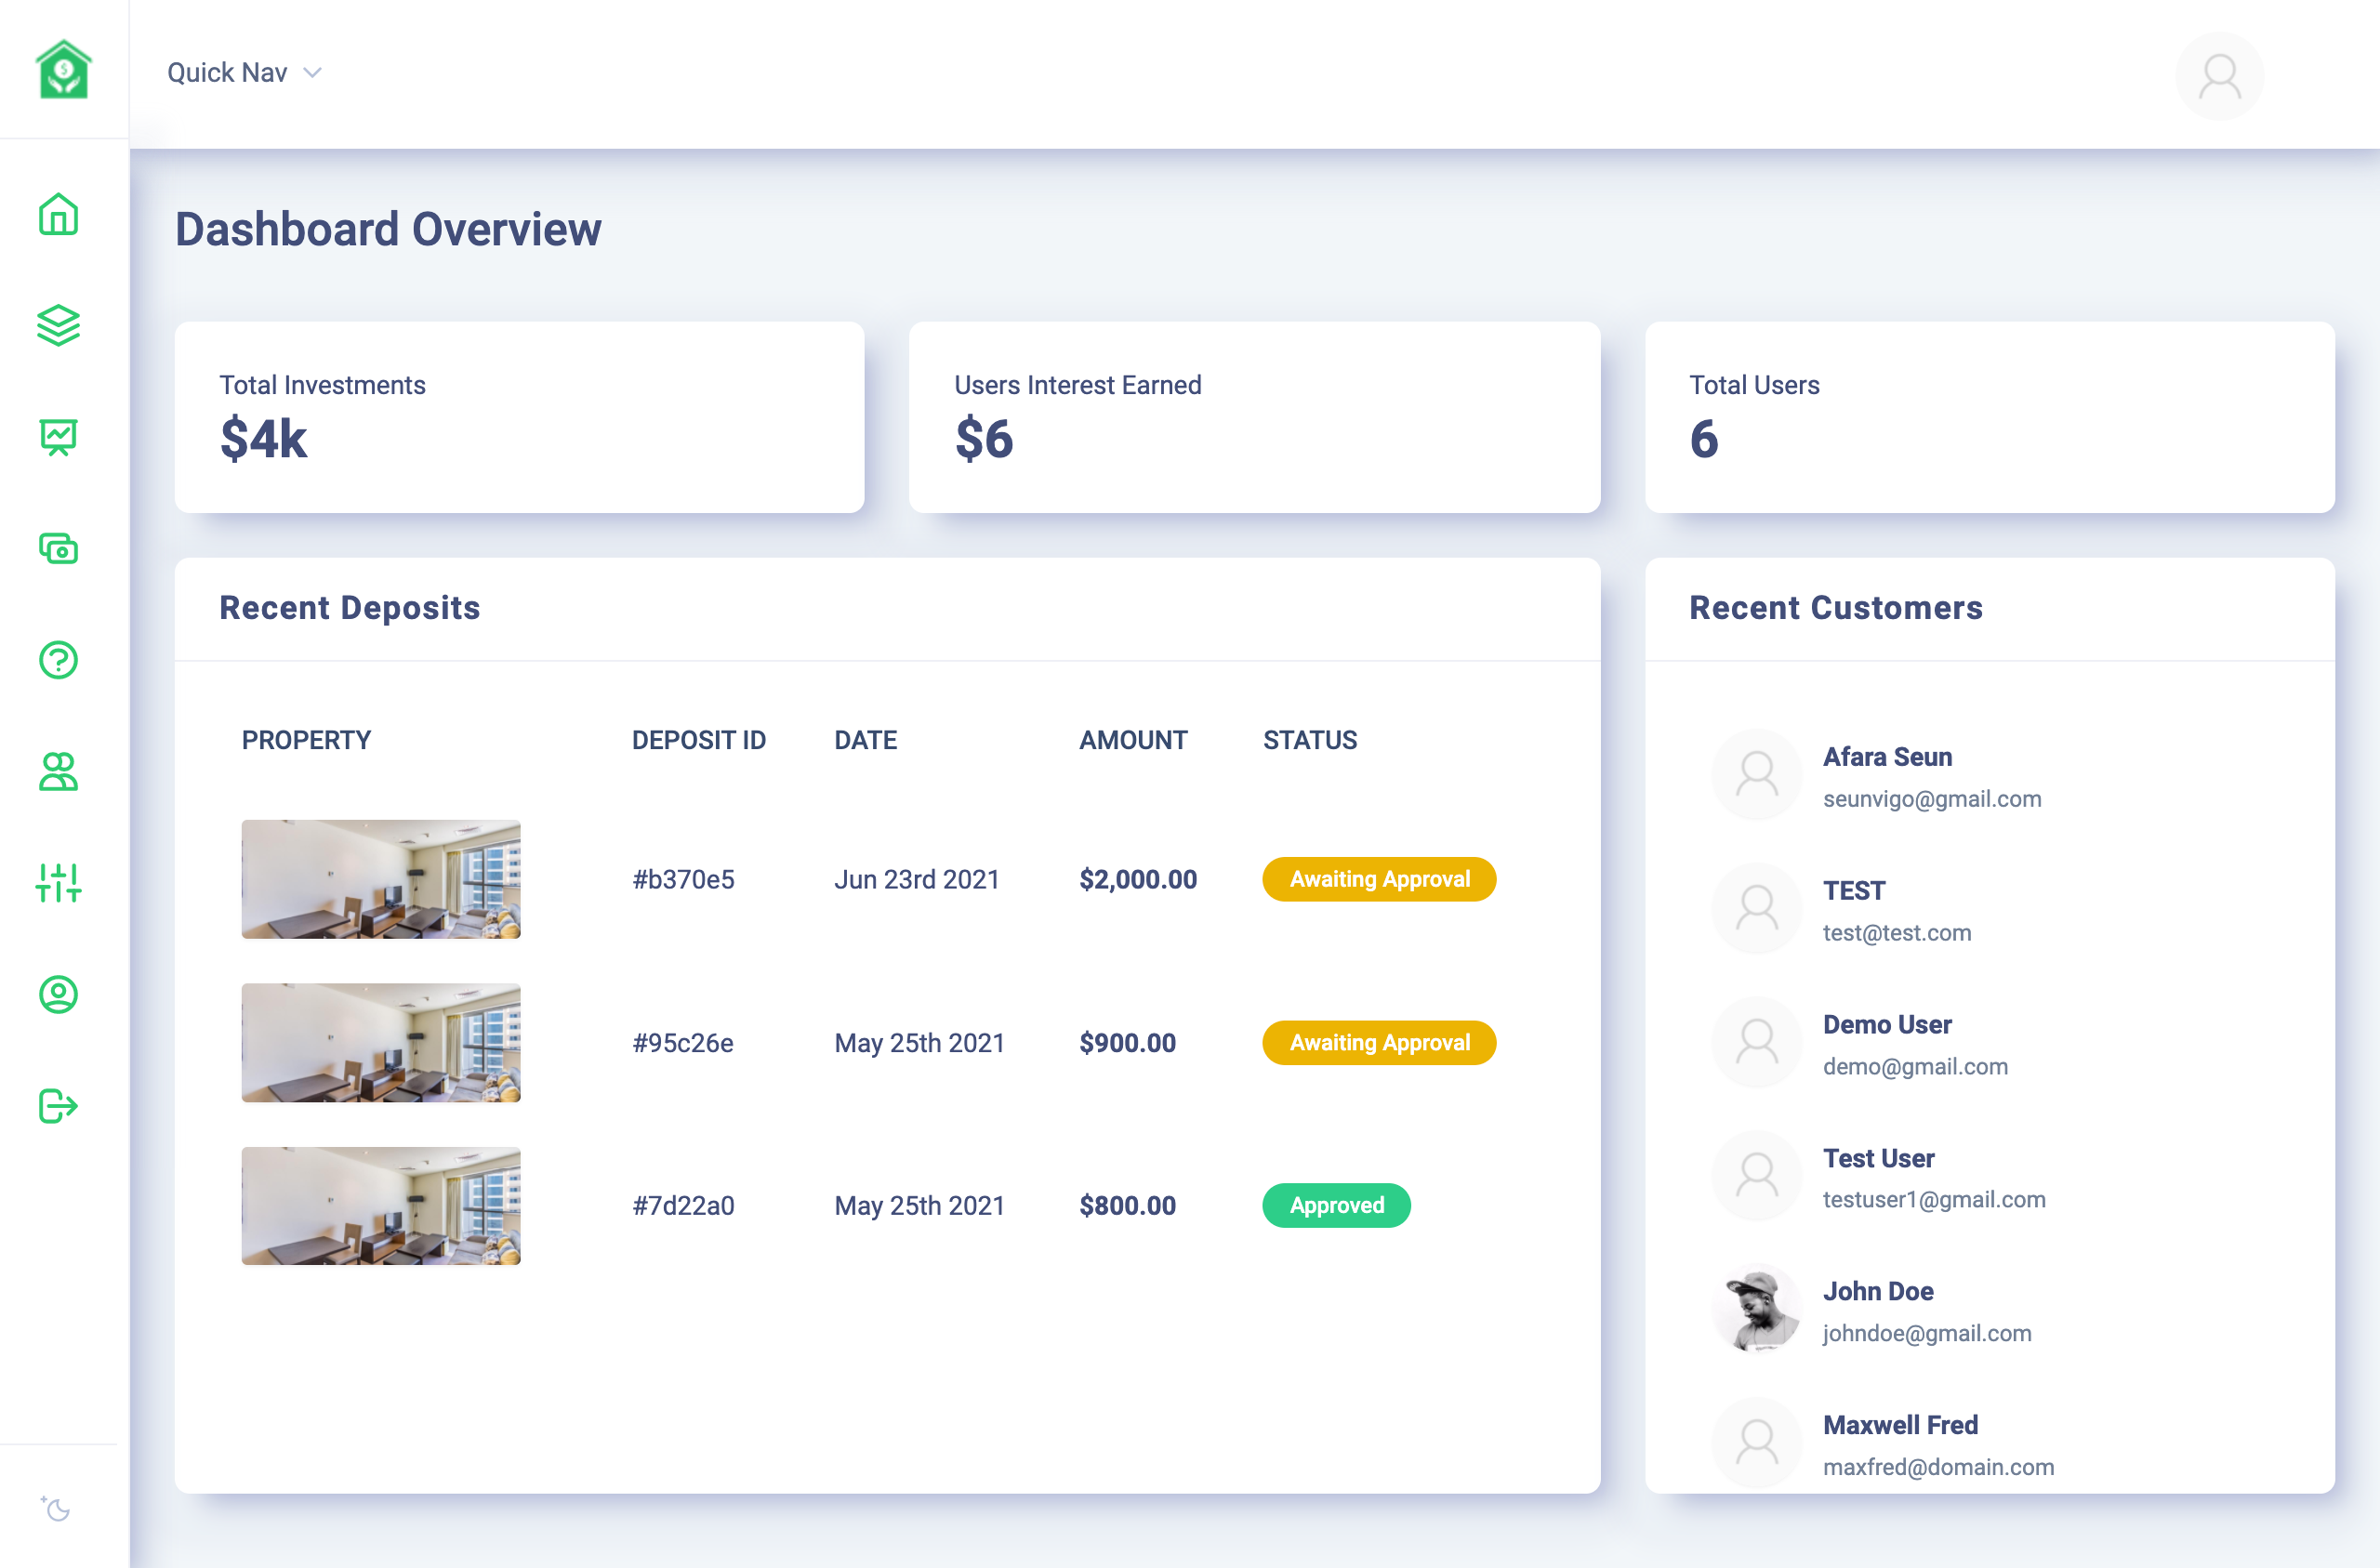 Quick Nav
Dashboard Overview
Total Investments
$4k
Users Interest Earned
$6
Total Users
6
Recent Deposits
PROPERTY DEPOSIT ID DATE AMOUNT STATUS
#b370e5 Jun 23rd 2021 $2,000.00 Awaiting Approval
#95c26e May 25th 2021 $900.00 Awaiting Approval
#7d22a0 May 25th 2021 $800.00 Approved
Recent Customers
Afara Seun
seunvigo@gmail.com
TEST
test@test.com
Demo User
demo@gmail.com
Test User
testuser1@gmail.com
John Doe
johndoe@gmail.com
Maxwell Fred
maxfred@domain.com